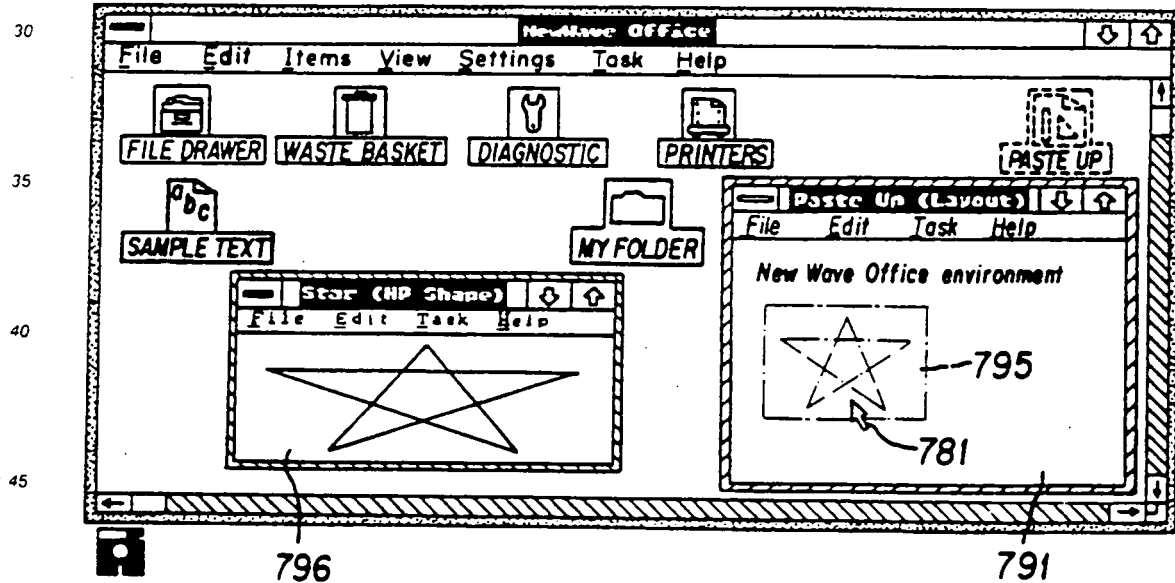 30
NewWave Office
File Edit Items View Settings Task Help
FILE DRAWER WASTE BASKET DIAGNOSTIC PRINTERS PASTE UP
35
abc
SAMPLE TEXT MY FOLDER
Paste Up (Layout)
File Edit Task Help
New Wave Office environment
Star (HP Shape)
File Edit Task Help
40
795
781
45
796 791